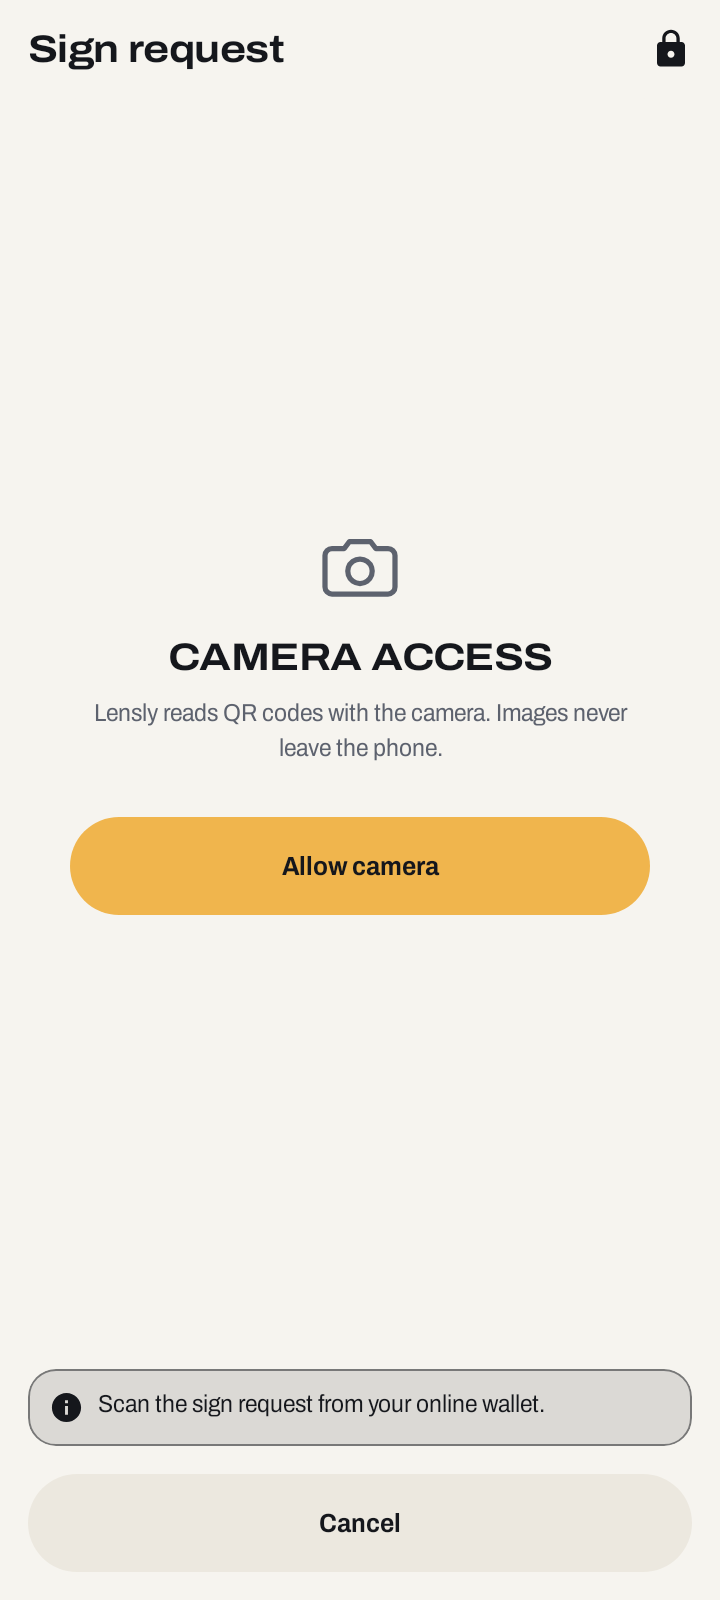 Sign request
CAMERA ACCESS
Lensly reads QR codes with the camera. Images never
leave the phone.
Allow camera
Scan the sign request from your online wallet.
Cancel